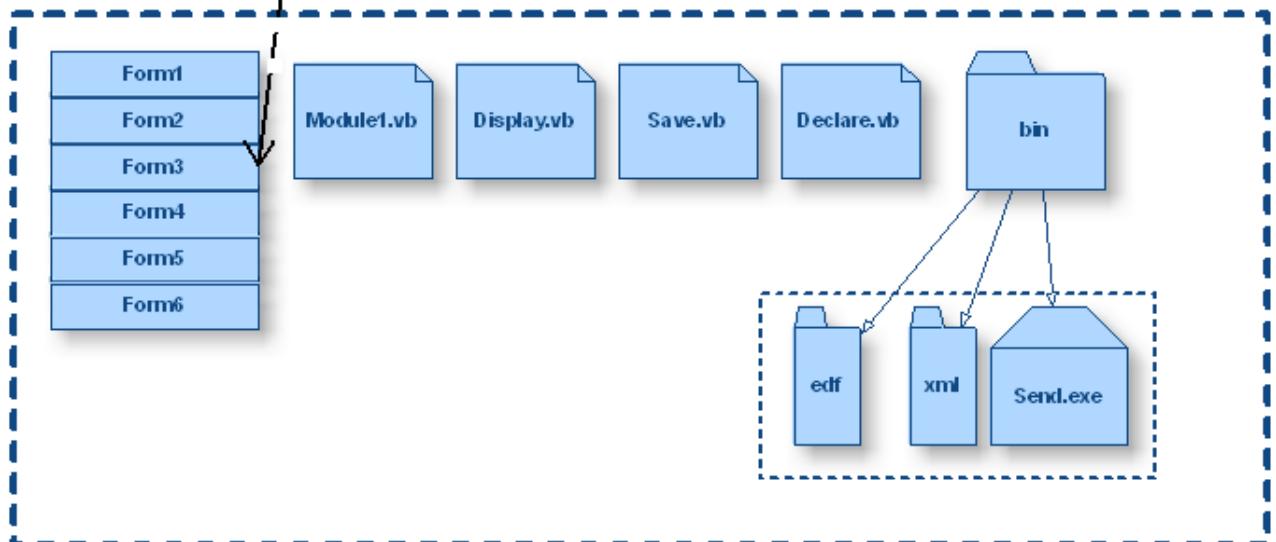 Form1
Form2
Form3
Form4
Form5
Form6
Module1.vb
Display.vb
Save.vb
Declare.vb
bin
edf
xml
Send.exe